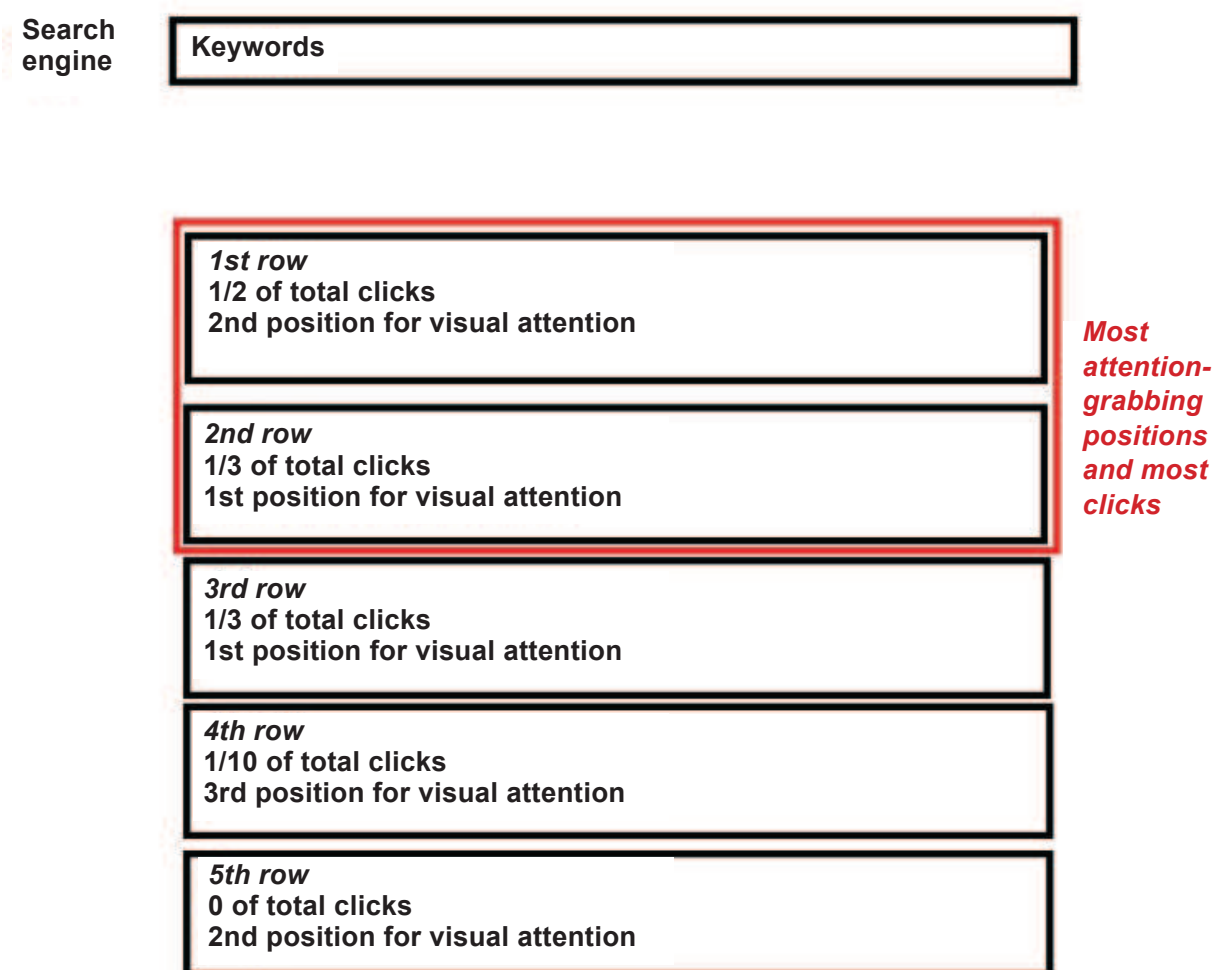 Search
engine
Keywords
1st row
1/2 of total clicks
2nd position for visual attention
2nd row
1/3 of total clicks
1st position for visual attention
Most
attention-
grabbing
positions
and most
clicks
3rd row
1/3 of total clicks
1st position for visual attention
4th row
1/10 of total clicks
3rd position for visual attention
5th row
0 of total clicks
2nd position for visual attention